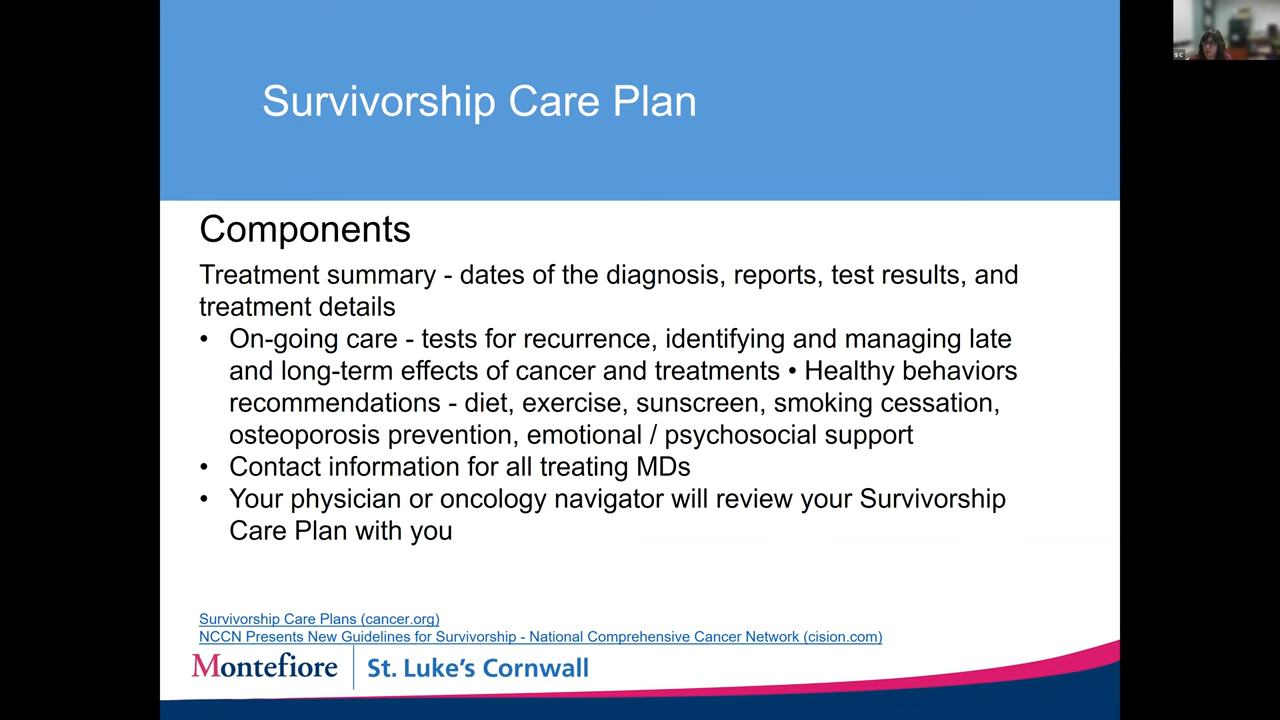 Survivorship Care Plan
Components
Treatment summary - dates of the diagnosis, reports, test results, and
treatment details
• On-going care - tests for recurrence, identifying and managing late
and long-term effects of cancer and treatments • Healthy behaviors
recommendations - diet, exercise, sunscreen, smoking cessation,
osteoporosis prevention, emotional / psychosocial support
• Contact information for all treating MDs
• Your physician or oncology navigator will review your Survivorship
Care Plan with you
Survivorship Care Plans (cancer.org)
NCCN Presents New Guidelines for Survivorship - National Comprehensive Cancer Network (cision.com)
Montefiore | St. Luke's Cornwall
s c